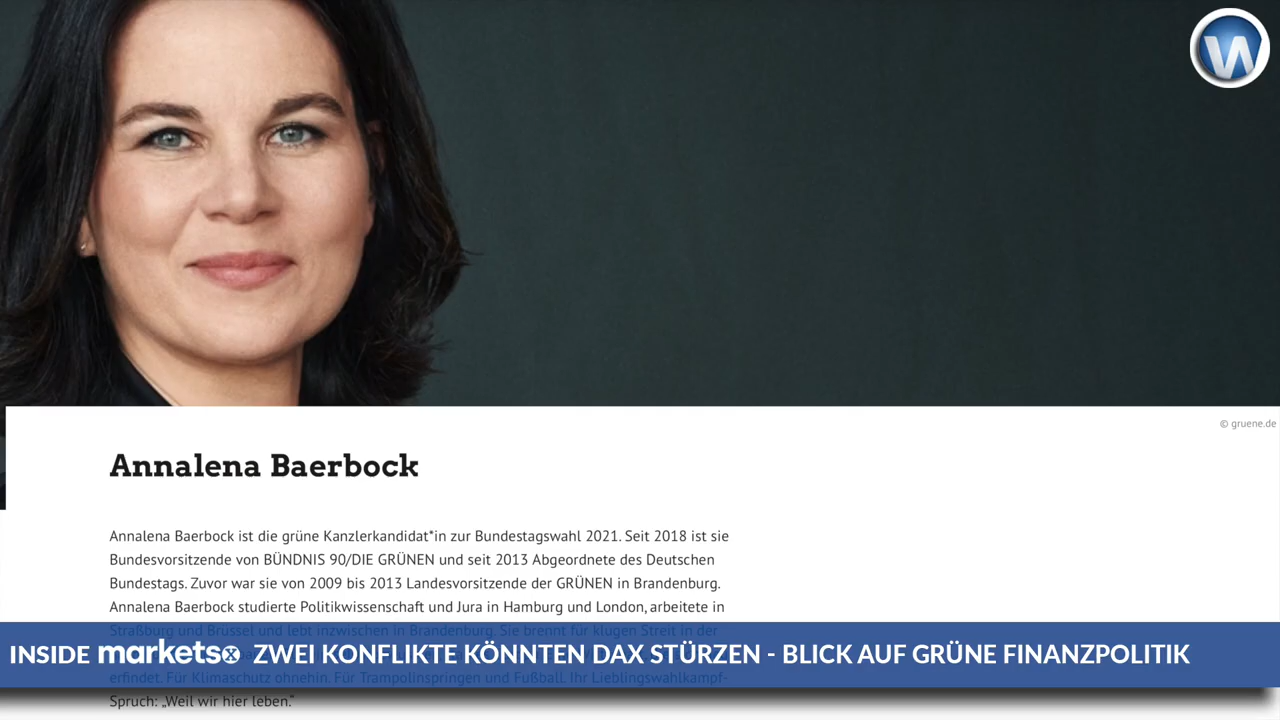 W
© gruene.de
Annalena Baerbock
Annalena Baerbock ist die grüne Kanzlerkandidat*in zur Bundestagswahl 2021. Seit 2018 ist sie
Bundesvorsitzende von BÜNDNIS 90/DIE GRÜNEN und seit 2013 Abgeordnete des Deutschen
Bundestags. Zuvor war sie von 2009 bis 2013 Landesvorsitzende der GRÜNEN in Brandenburg.
Annalena Baerbock studierte Politikwissenschaft und Jura in Hamburg und London, arbeitete in
Straßburg und Brüssel und lebt inzwischen in Brandenburg. Sie brennt für klugen Streit in der
INSIDE marketsx ZWEI KONFLIKTE KÖNNTEN DAX STÜRZEN - BLICK AUF GRÜNE FINANZPOLITIK
erfindet. Für Klimaschutz ohnehin. Für Trampolinspringen und Fußball. Ihr Lieblingswahlkampf-
Spruch: „Weil wir hier leben.“